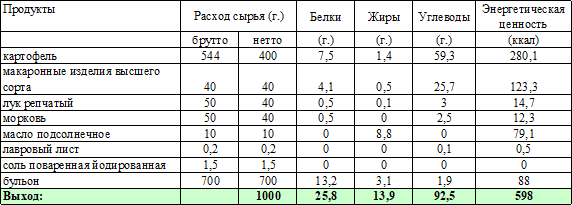 Продукты Расход сырья (г.) Белки Жиры Углеводы Энергетическая ценность
брутто нетто (г.) (г.) (г.) (ккал)
картофель 544 400 7,5 1,4 59,3 280,1
макаронные изделия высшего
сорта 40 40 4,1 0,5 25,7 123,3
лук репчатый 50 40 0,5 0,1 3 14,7
морковь 50 40 0,5 0 2,5 12,3
масло подсолнечное 10 10 0 8,8 0 79,1
лавровый лист 0,2 0,2 0 0 0,1 0,5
соль поваренная йодированная 1,5 1,5 0 0 0 0
бульон 700 700 13,2 3,1 1,9 88
Выход: 1000 25,8 13,9 92,5 598